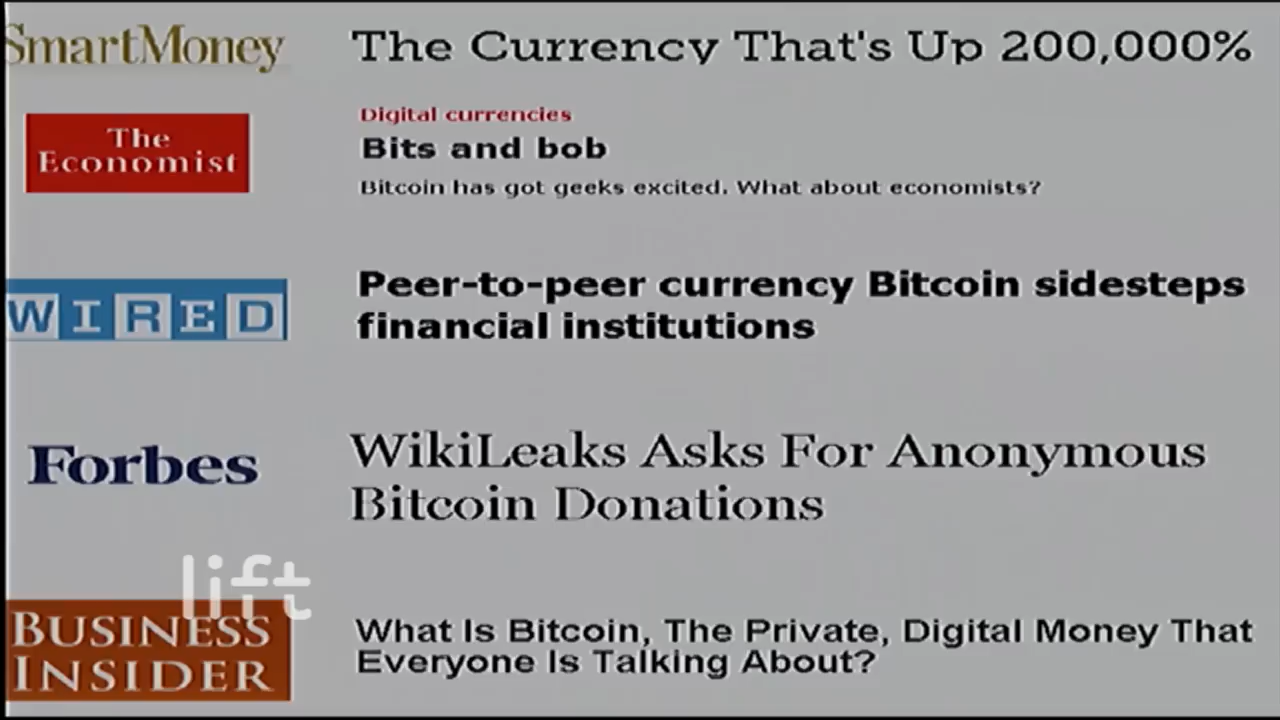 SmartMoney
The Currency That's Up 200,000%
The
Economist
Digital currencies
Bits and bob
Bitcoin has got geeks excited. What about economists?
WIRED
Peer-to-peer currency Bitcoin sidesteps
financial institutions
Forbes
WikiLeaks Asks For Anonymous
Bitcoin Donations
lift
BUSINESS
INSIDER
What Is Bitcoin, The Private, Digital Money That
Everyone Is Talking About?